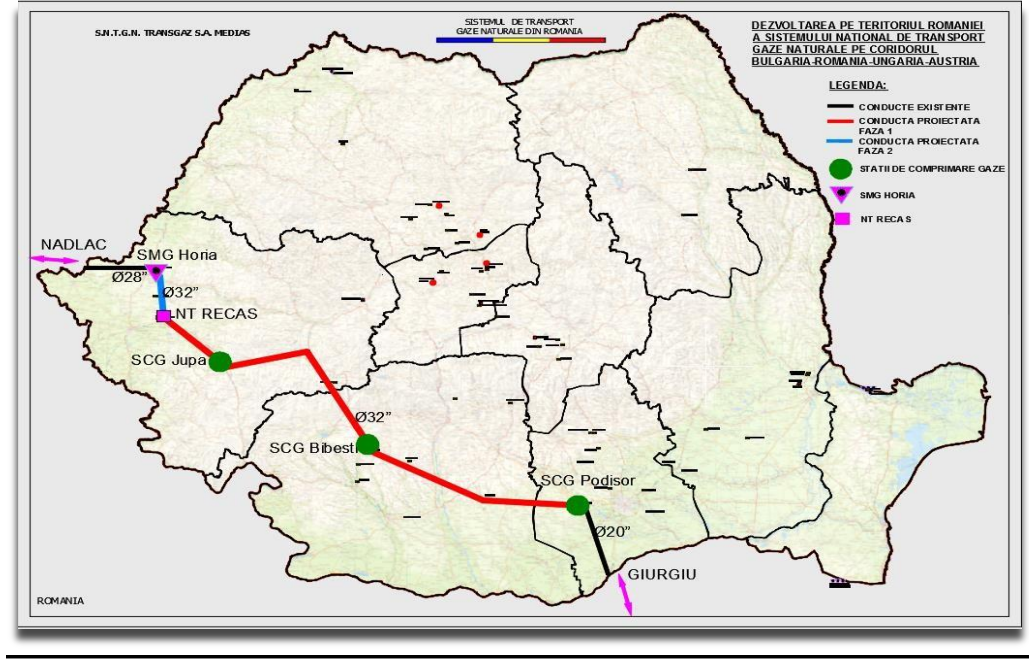 S.N.T.G.N. TRANSGAZ S.A. MEDIAS
SISTEMUL DE TRANSPORT
GAZE NATURALE DIN ROMANIA
DEZVOLTAREA PE TERITORIUL ROMANIEI
A SISTEMULUI NATIONAL DE TRANSPORT
GAZE NATURALE PE CORIDORUL
BULGARIA-ROMANIA-UNGARIA-AUSTRIA
LEGENDA:
CONDUCTE EXISTENTE
CONDUCTA PROIECTATA
FAZA 1
CONDUCTA PROIECTATA
FAZA 2
STATII DE COMPRIMARE GAZE
SMG HORIA
NT RECAS
NADLAC
SMG Horia
Ø28"
Ø32"
NT RECAS
SCG Jupa
Ø32"
SCG Bibesti
SCG Podisor
Ø20"
GIURGIU
ROMANIA